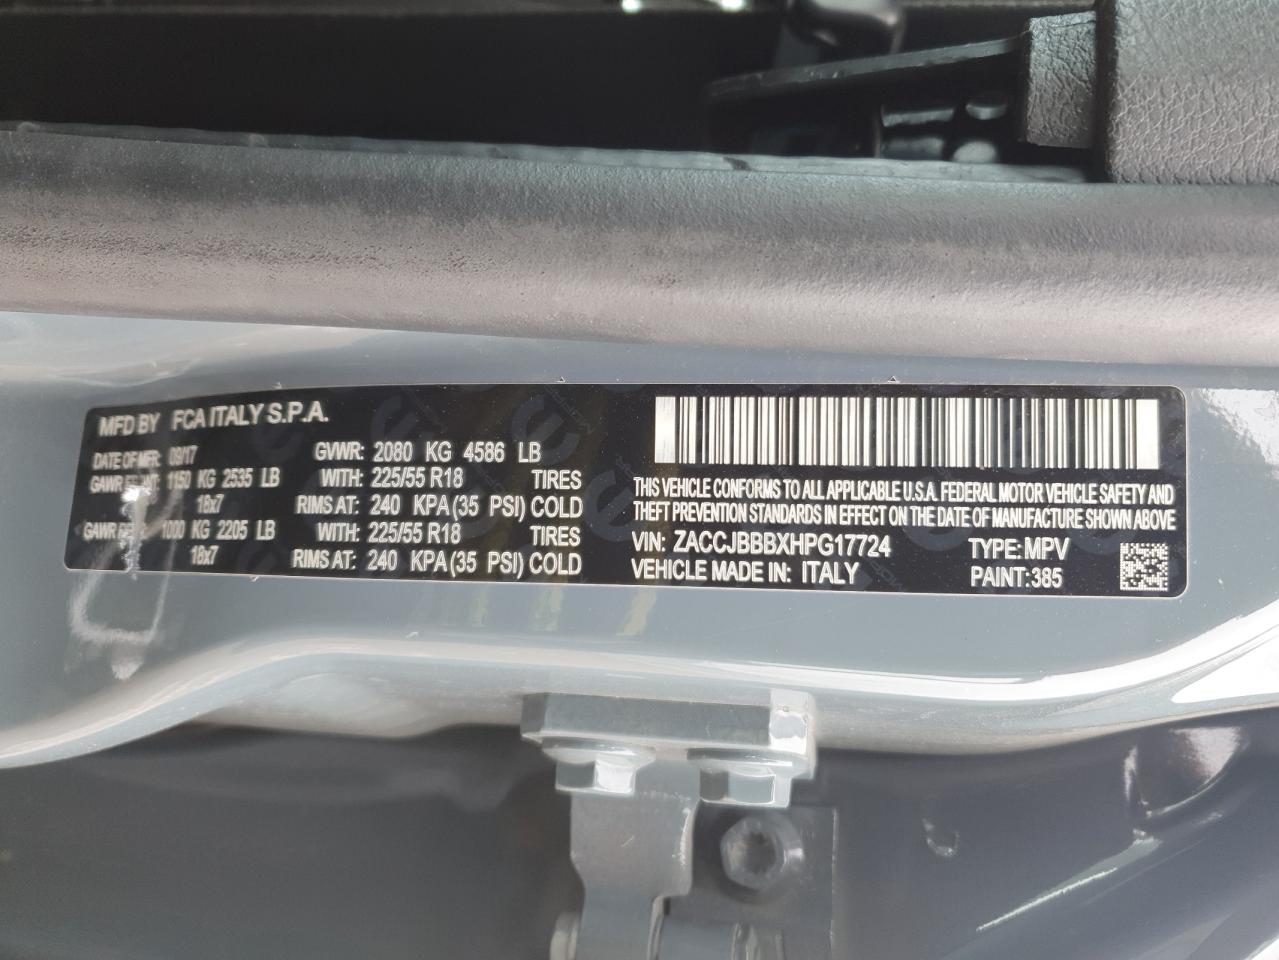 MFD BY FCA ITALY S.P.A.
DATE OF MFR: 09/17 GVWR: 2080 KG 4586 LB
GAWR FRONT: 1150 KG 2535 LB WITH: 225/55 R18 TIRES
18x7 RIMS AT: 240 KPA(35 PSI) COLD
GAWR 1000 KG 2205 LB WITH: 225/55 R18 TIRES
18x7 RIMS AT: 240 KPA(35 PSI) COLD
THIS VEHICLE CONFORMS TO ALL APPLICABLE U.S.A. FEDERAL MOTOR VEHICLE SAFETY AND
THEFT PREVENTION STANDARDS IN EFFECT ON THE DATE OF MANUFACTURE SHOWN ABOVE
VIN: ZACCJBBBXHPG17724 TYPE: MPV
VEHICLE MADE IN: ITALY PAINT:385